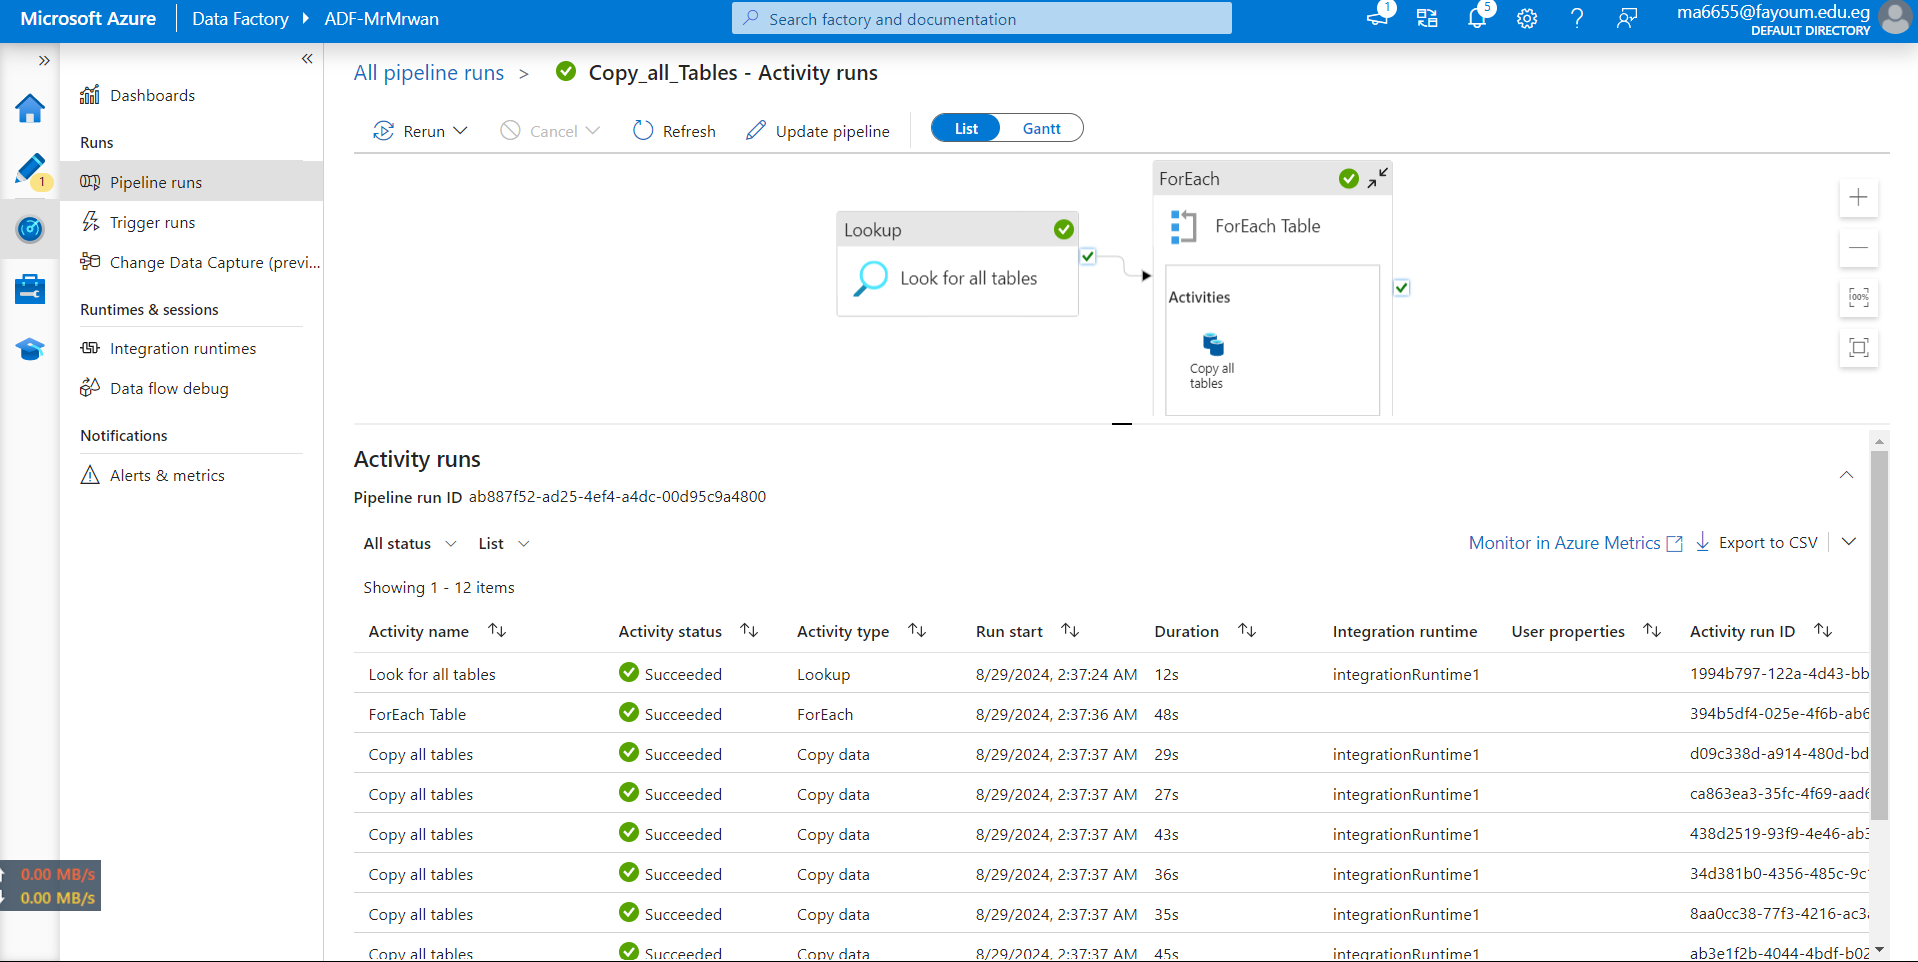 Microsoft Azure
Data Factory
ADF-MrMrwan
Search factory and documentation
1
5
ma6655@fayoum.edu.eg
DEFAULT DIRECTORY
Dashboards
Runs
Pipeline runs
Trigger runs
Change Data Capture (previ...
Runtimes & sessions
Integration runtimes
Data flow debug
Notifications
Alerts & metrics
1
0.00 MB/s
0.00 MB/s
All pipeline runs > Copy_all_Tables - Activity runs
Rerun
Cancel
Refresh
Update pipeline
List
Gantt
Lookup
Look for all tables
ForEach
ForEach Table
Activities
Copy all
tables
100%
Activity runs
Pipeline run ID ab887f52-ad25-4ef4-a4dc-00d95c9a4800
All status
List
Monitor in Azure Metrics
Export to CSV
Showing 1 - 12 items
Activity name Activity status Activity type Run start Duration Integration runtime User properties Activity run ID
Look for all tables Succeeded Lookup 8/29/2024, 2:37:24 AM 12s integrationRuntime1 1994b797-122a-4d43-bb
ForEach Table Succeeded ForEach 8/29/2024, 2:37:36 AM 48s 394b5df4-025e-4f6b-ab6
Copy all tables Succeeded Copy data 8/29/2024, 2:37:37 AM 29s integrationRuntime1 d09c338d-a914-480d-bd
Copy all tables Succeeded Copy data 8/29/2024, 2:37:37 AM 27s integrationRuntime1 ca863ea3-35fc-4f69-aad6
Copy all tables Succeeded Copy data 8/29/2024, 2:37:37 AM 43s integrationRuntime1 438d2519-93f9-4e46-ab3
Copy all tables Succeeded Copy data 8/29/2024, 2:37:37 AM 36s integrationRuntime1 34d381b0-4356-485c-9c1
Copy all tables Succeeded Copy data 8/29/2024, 2:37:37 AM 35s integrationRuntime1 8aa0cc38-77f3-4216-ac3a
Copy all tables Succeeded Copy data 8/29/2024, 2:37:37 AM 45s integrationRuntime1 ab3e1f2b-4044-4bdf-b02